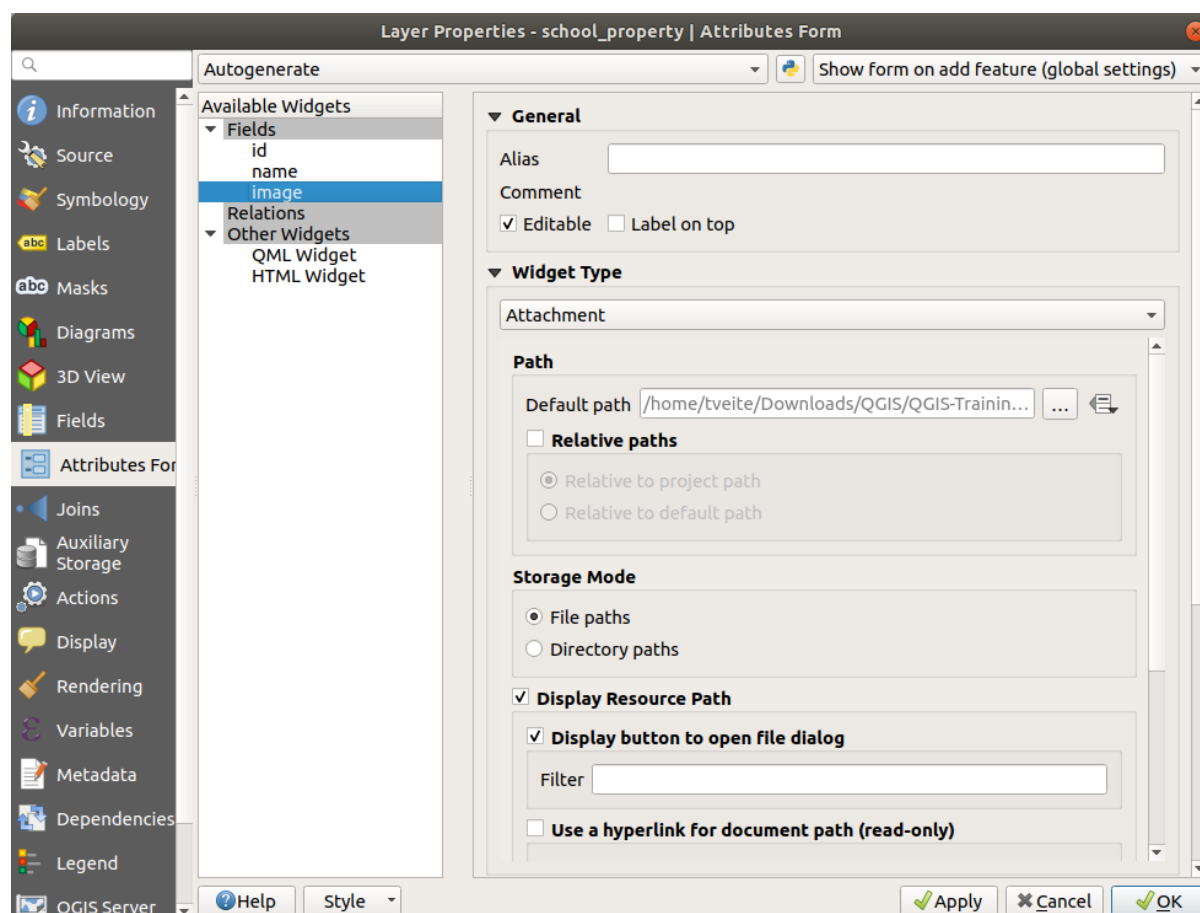 Layer Properties - school_property | Attributes Form
Autogenerate
Show form on add feature (global settings)
Information
Source
Symbology
abc Labels
abc Masks
Diagrams
3D View
Fields
Attributes For
Joins
Auxiliary
Storage
Actions
Display
Rendering
Variables
Metadata
Dependencies
Legend
QGIS Server
Available Widgets
Fields
id
name
image
Relations
Other Widgets
QML Widget
HTML Widget
General
Alias
Comment
Editable Label on top
Widget Type
Attachment
Path
Default path /home/tveite/Downloads/QGIS/QGIS-Trainin... ...
Relative paths
Relative to project path
Relative to default path
Storage Mode
File paths
Directory paths
Display Resource Path
Display button to open file dialog
Filter
Use a hyperlink for document path (read-only)
Help Style Apply Cancel OK